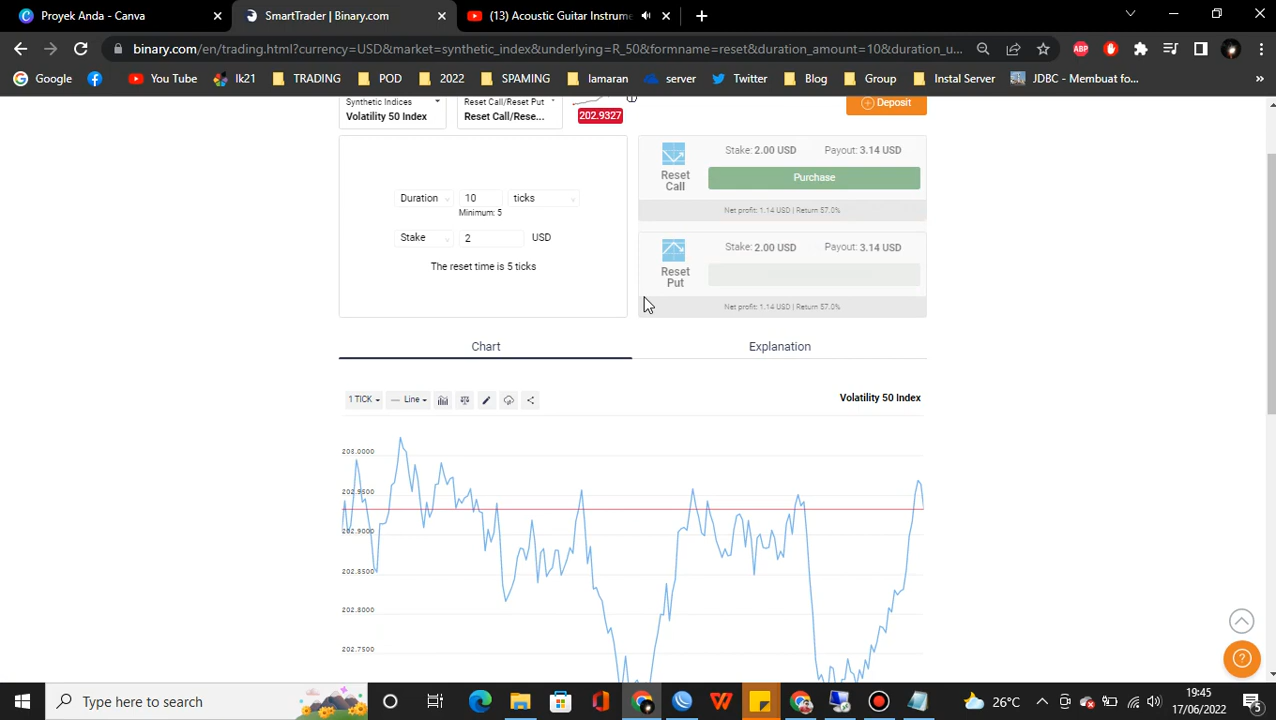 Proyek Anda - Canva
SmartTrader | Binary.com
(13) Acoustic Guitar Instrume
binary.com/en/trading.html?currency=USD&market=synthetic_index&underlying=R_50&formname=reset&duration_amount=10&duration_u...
ABP
Google
You Tube
lk21
TRADING
POD
2022
SPAMING
lamaran
server
Twitter
Blog
Group
Instal Server
JDBC - Membuat fo...
Synthetic Indices
Volatility 50 Index
Reset Call/Reset Put
Reset Call/Rese...
202.9327
Deposit
Duration
10
ticks
Minimum: 5
Stake
2
USD
The reset time is 5 ticks
Reset
Call
Stake: 2.00 USD
Payout: 3.14 USD
Purchase
Net profit: 1.14 USD | Return 57.0%
Reset
Put
Stake: 2.00 USD
Payout: 3.14 USD
Net profit: 1.14 USD | Return 57.0%
Chart
Explanation
1 TICK
Line
Volatility 50 Index
203.0000
202.9500
202.9000
202.8500
202.8000
202.7500
Type here to search
26°C
19:45
17/06/2022
5